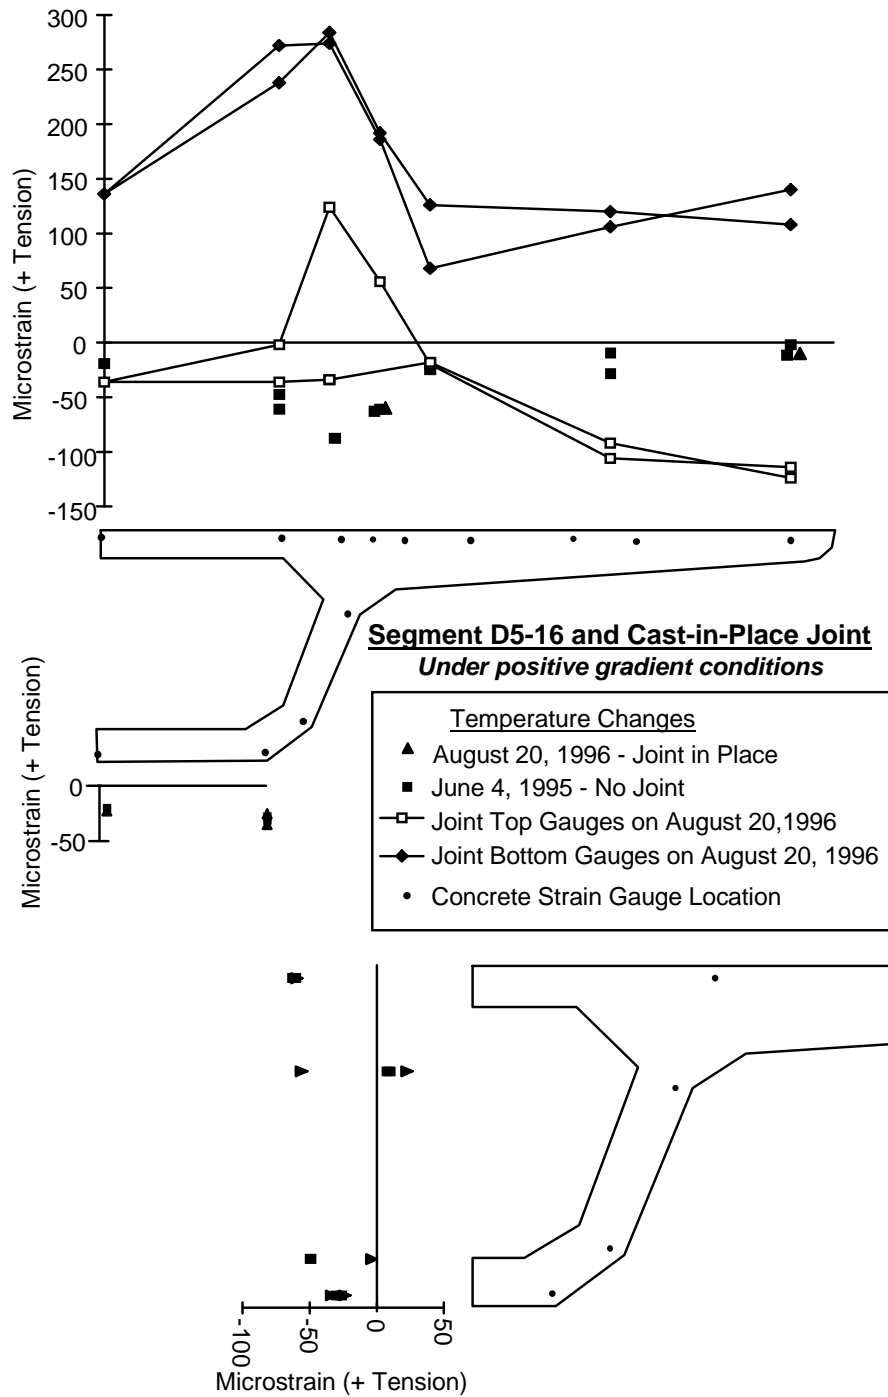 300
250
200
150
100
50
0
-50
-100
-150
Microstrain (+ Tension)
Segment D5-16 and Cast-in-Place Joint
Under positive gradient conditions
Temperature Changes
August 20, 1996 - Joint in Place
June 4, 1995 - No Joint
Joint Top Gauges on August 20,1996
Joint Bottom Gauges on August 20, 1996
Concrete Strain Gauge Location
0
-50
Microstrain (+ Tension)
-100
-50
0
50
Microstrain (+ Tension)